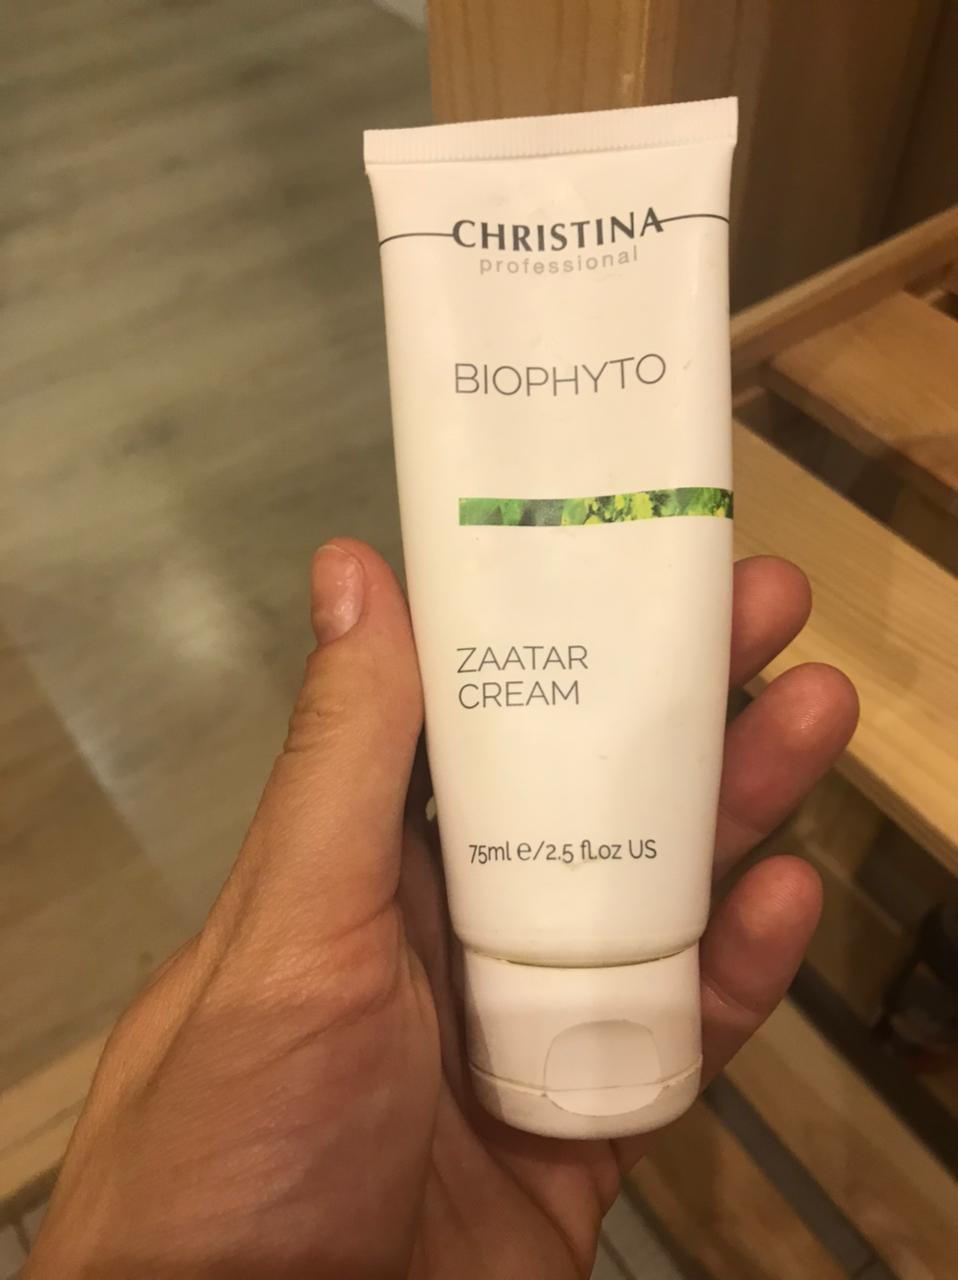 CHRISTINA
professional
BIOPHYTO
ZAATAR
CREAM
75ml e/2.5 fl.oz US